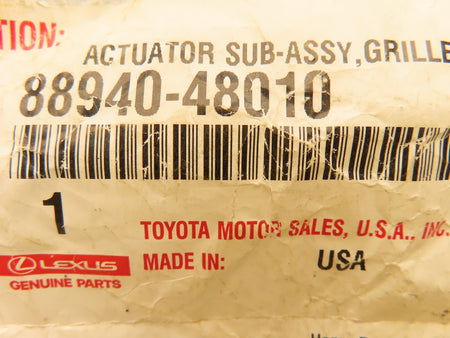 TION:
ACTUATOR SUB-ASSY,GRILLE
88940-48010
1
TOYOTA MOTOR SALES, U.S.A., INC.
LEXUS
MADE IN: USA
GENUINE PARTS